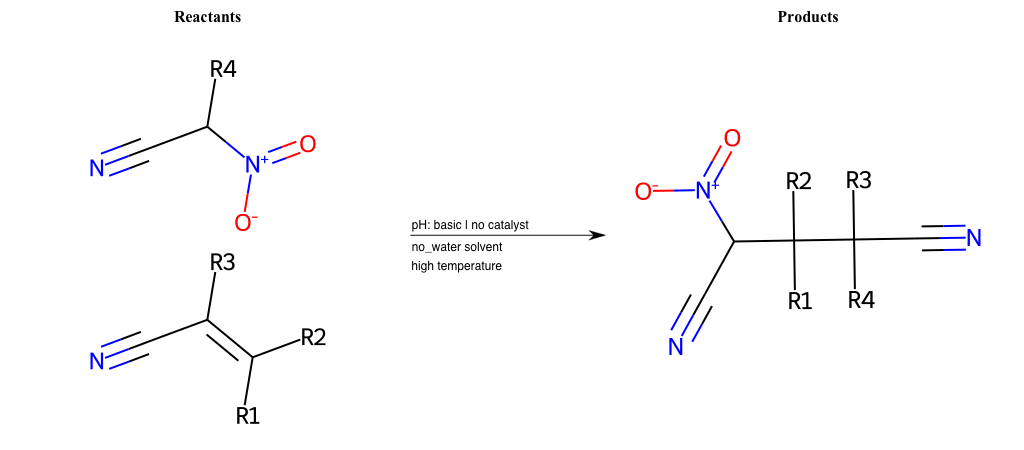 Reactants
Products
R4
N
N+
O
O-
R3
N
R2
R1
pH: basic | no catalyst
no_water solvent
high temperature
O
O-
N+
R2
R3
N
R1
R4
N